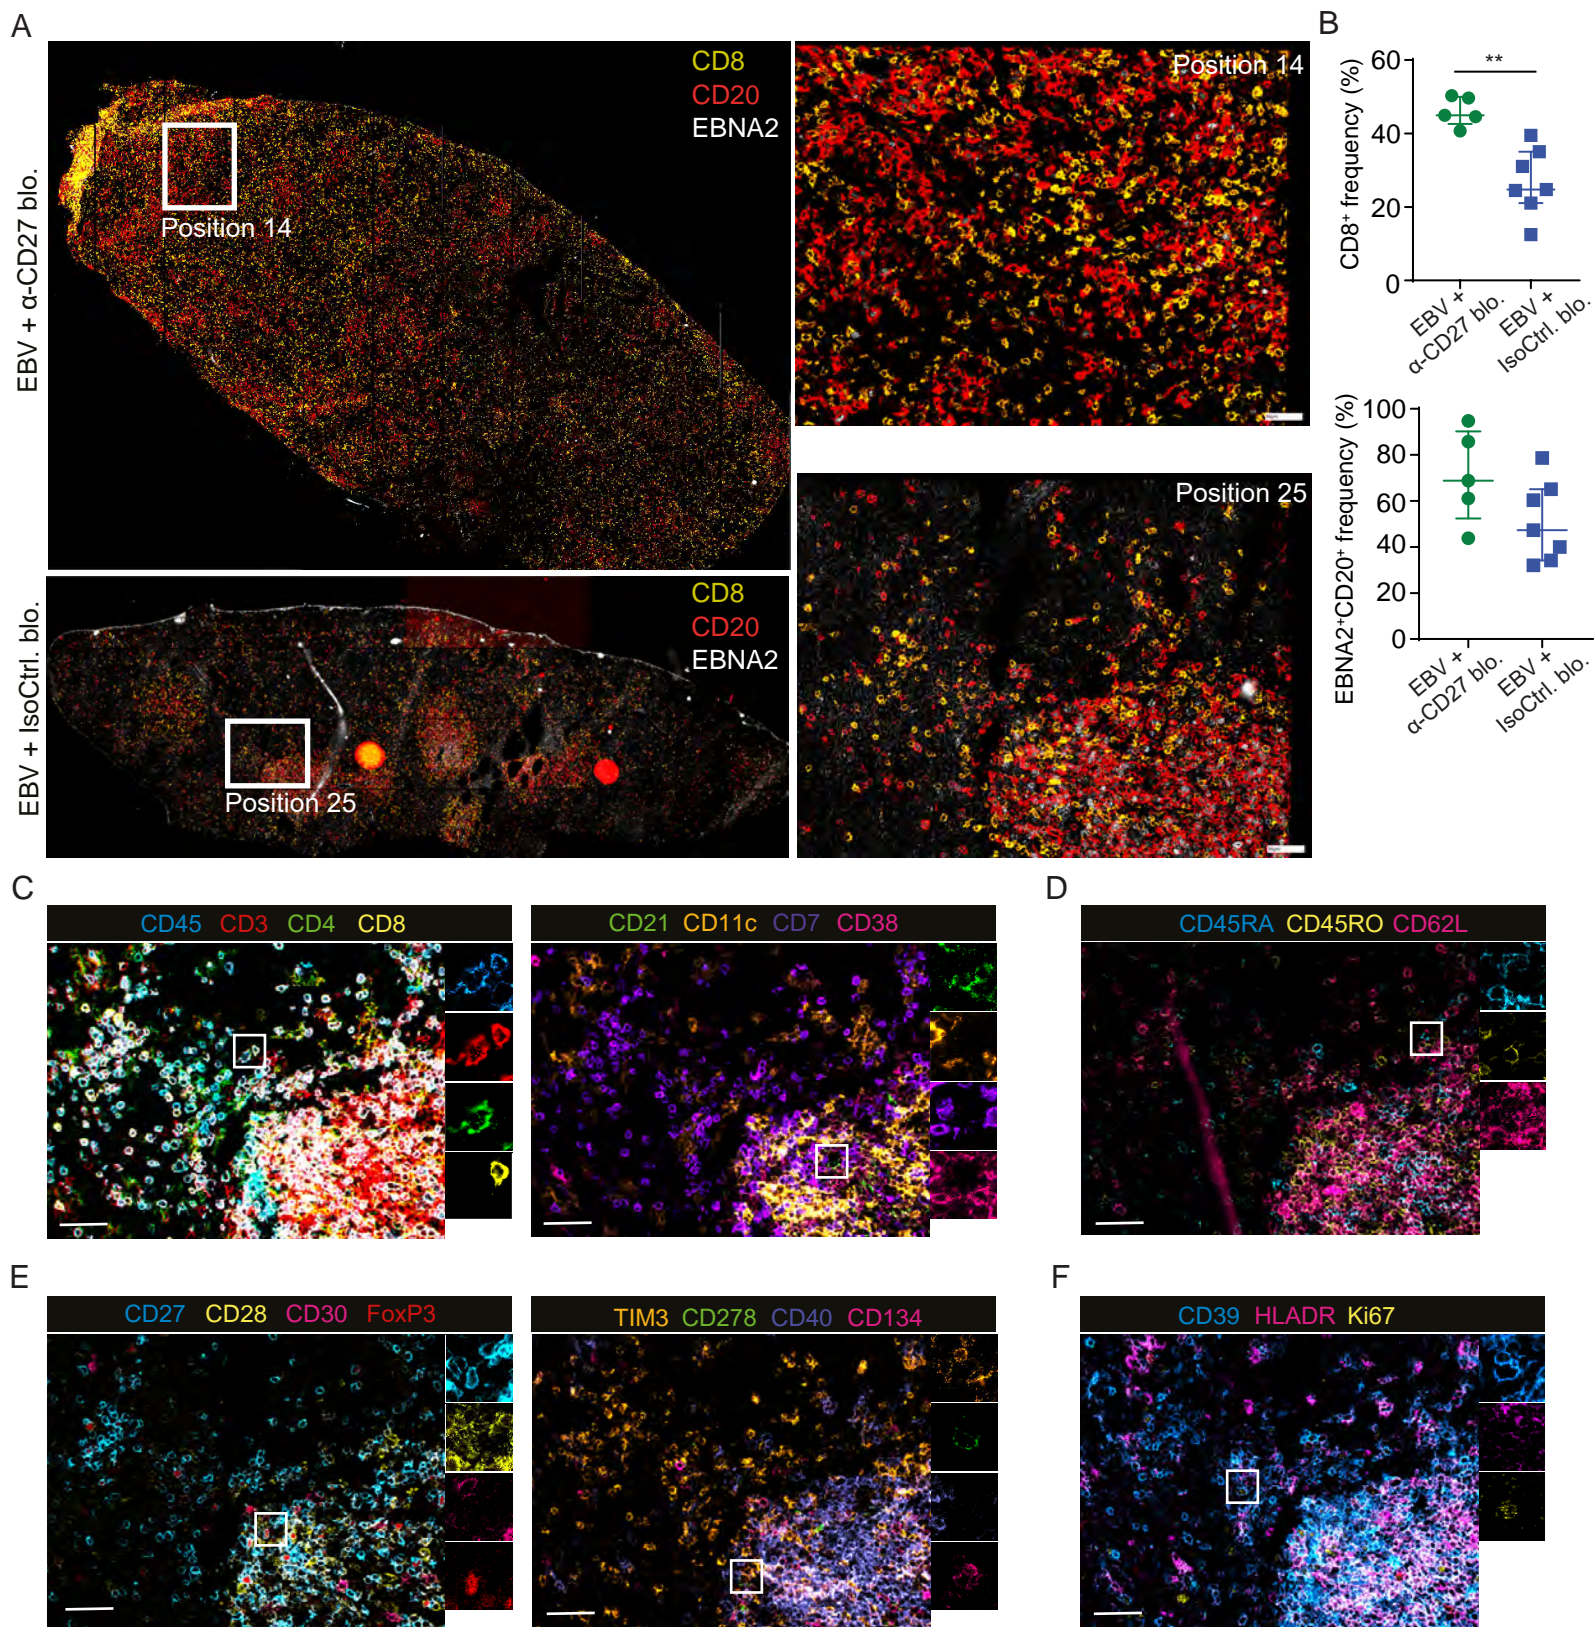 A
EBV + α-CD27 blo.
CD8
CD20
EBNA2
Position 14
Position 14
EBV + IsoCtrl. blo.
CD8
CD20
EBNA2
Position 25
Position 25
B
CD8⁺ frequency (%)
60
40
20
0
**
EBV +
α-CD27 blo.
EBV +
IsoCtrl. blo.
EBNA2⁺CD20⁺ frequency (%)
100
80
60
40
20
0
EBV +
α-CD27 blo.
EBV +
IsoCtrl. blo.
C
CD45 CD3 CD4 CD8
CD21 CD11c CD7 CD38
D
CD45RA CD45RO CD62L
E
CD27 CD28 CD30 FoxP3
TIM3 CD278 CD40 CD134
F
CD39 HLADR Ki67